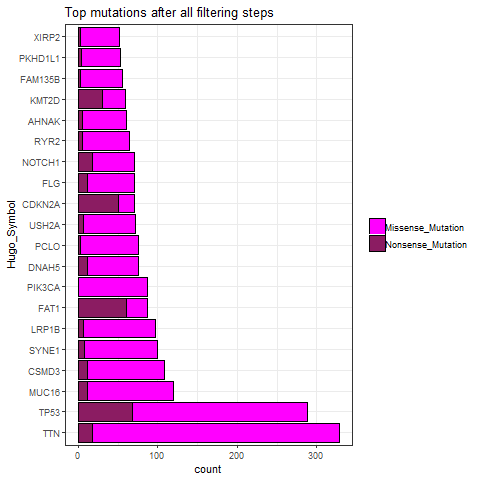 Top mutations after all filtering steps
XIRP2
PKHD1L1
FAM135B
KMT2D
AHNAK
RYR2
NOTCH1
FLG
CDKN2A
USH2A
PCLO
DNAH5
PIK3CA
FAT1
LRP1B
SYNE1
CSMD3
MUC16
TP53
TTN
Hugo_Symbol
0 100 200 300
count
Missense_Mutation
Nonsense_Mutation